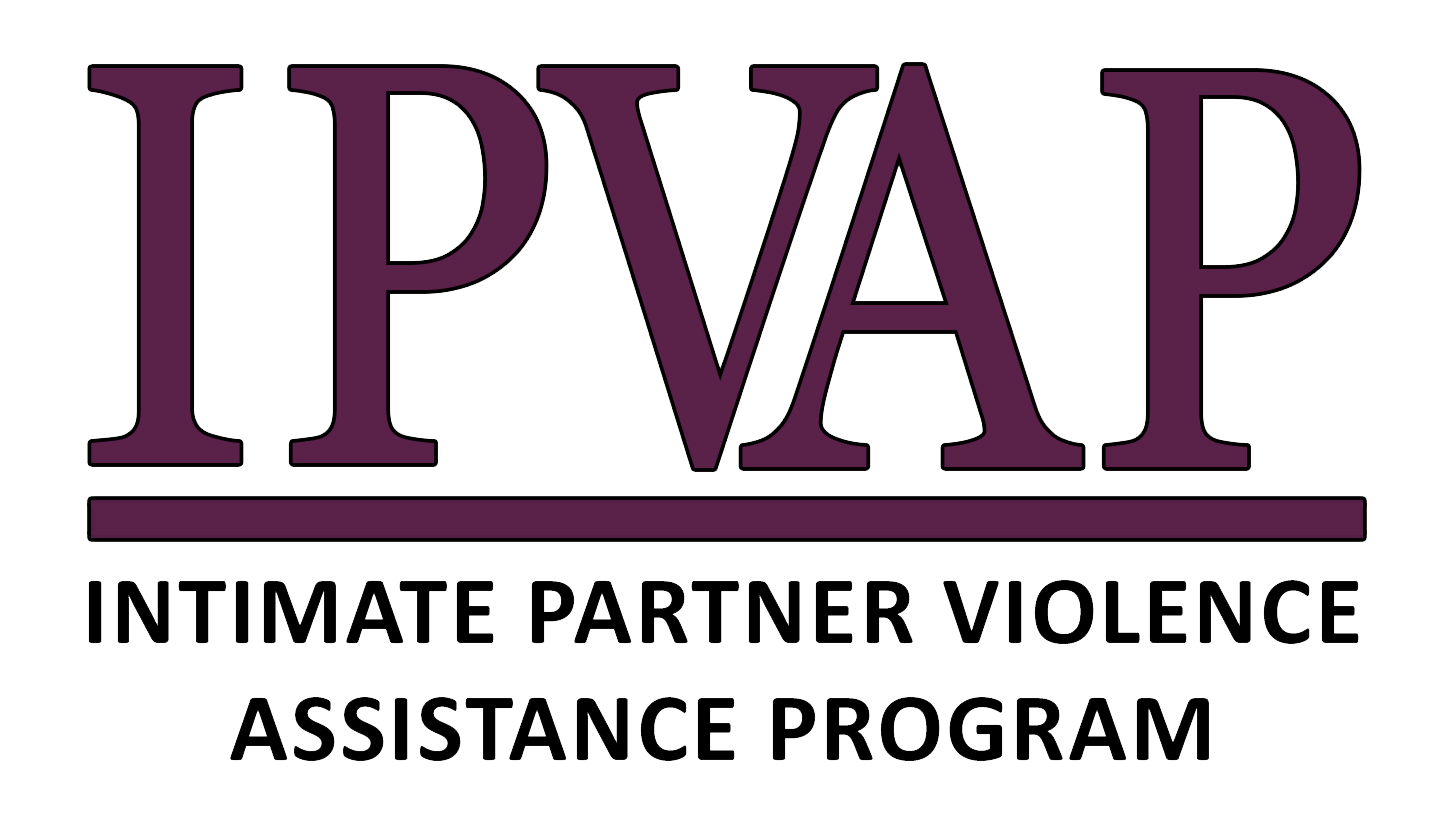 IPVAP
INTIMATE PARTNER VIOLENCE
ASSISTANCE PROGRAM